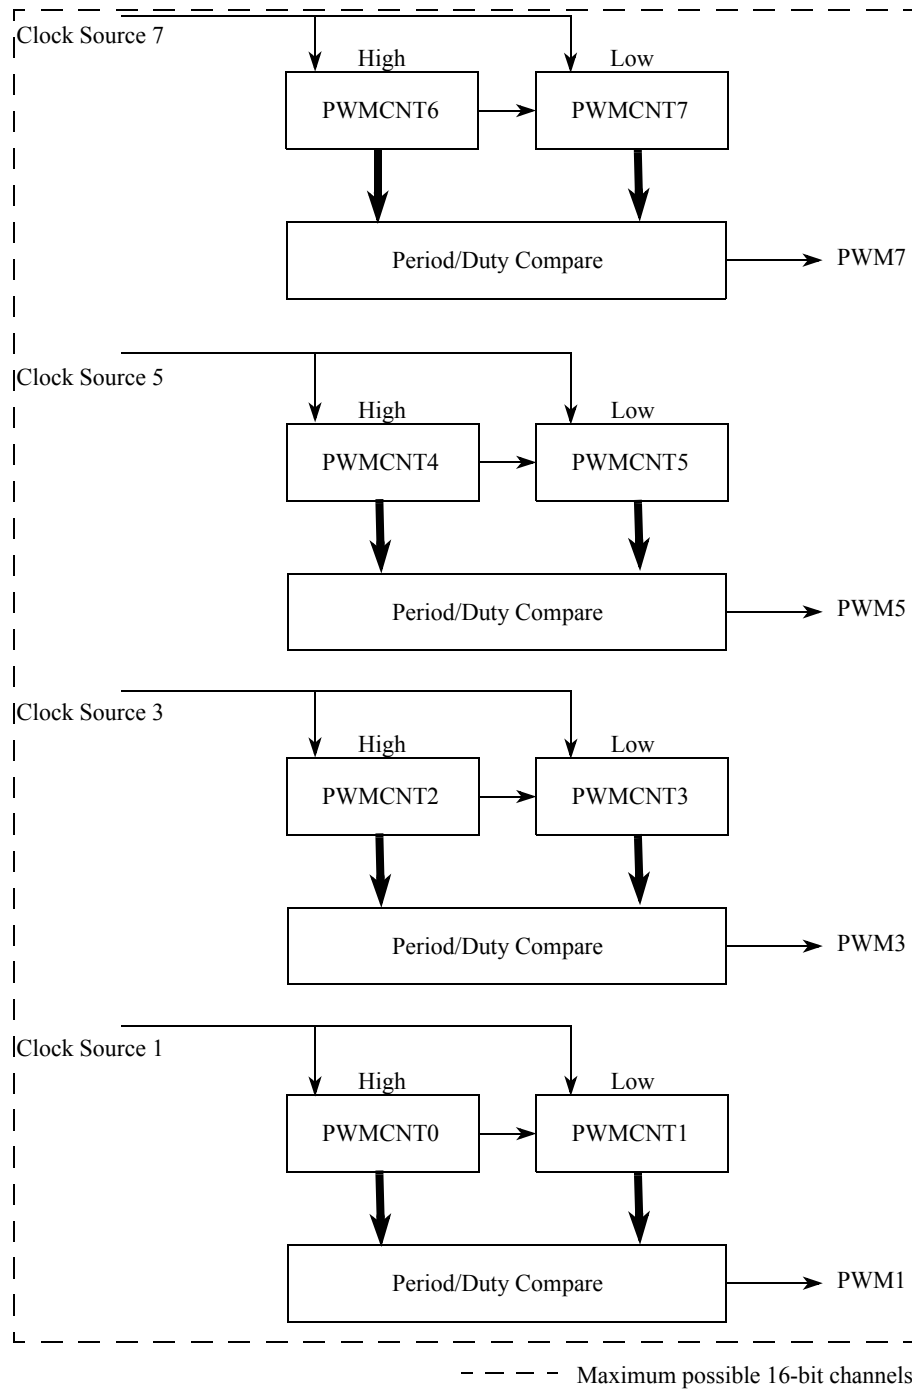 Clock Source 7
High
Low
PWMCNT6
PWMCNT7
Period/Duty Compare
PWM7
Clock Source 5
High
Low
PWMCNT4
PWMCNT5
Period/Duty Compare
PWM5
Clock Source 3
High
Low
PWMCNT2
PWMCNT3
Period/Duty Compare
PWM3
Clock Source 1
High
Low
PWMCNT0
PWMCNT1
Period/Duty Compare
PWM1
Maximum possible 16-bit channels